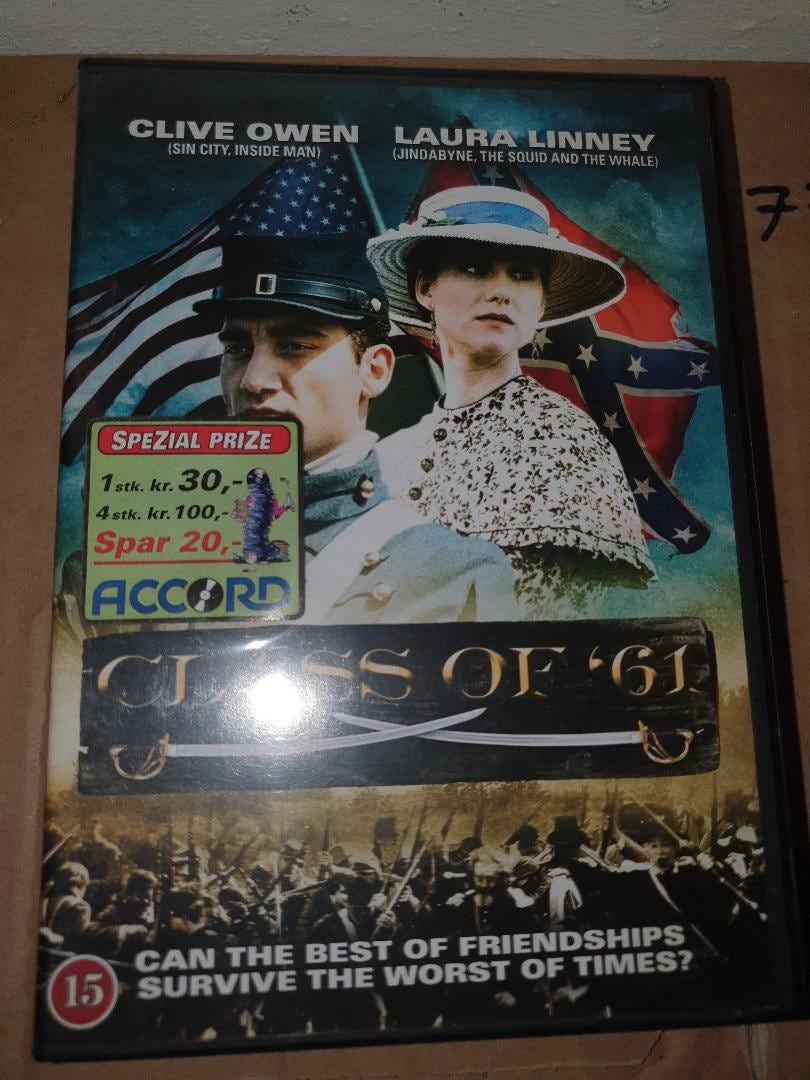 CLIVE OWEN LAURA LINNEY
(SIN CITY, INSIDE MAN) (JINDABYNE, THE SQUID AND THE WHALE)
SPEZIAL PRIZE
1 stk. kr. 30,-
4 stk. kr. 100,-
Spar 20,-
ACCORD
CLASS OF ‘61
CAN THE BEST OF FRIENDSHIPS
SURVIVE THE WORST OF TIMES?
15